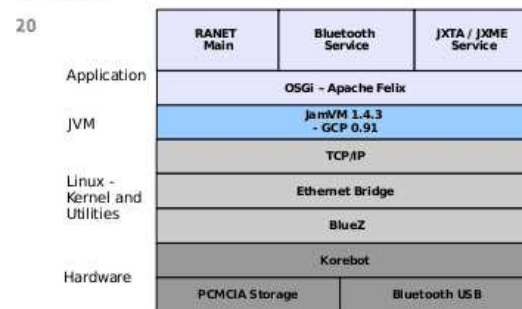 20
RANET
Main
Bluetooth
Service
JXTA / JXME
Service
Application
OSGi – Apache Felix
JVM
JamVM 1.4.3
- GCP 0.91
TCP/IP
Linux -
Kernel and
Utilities
Ethernet Bridge
BlueZ
Hardware
Korebot
PCMCIA Storage
Bluetooth USB